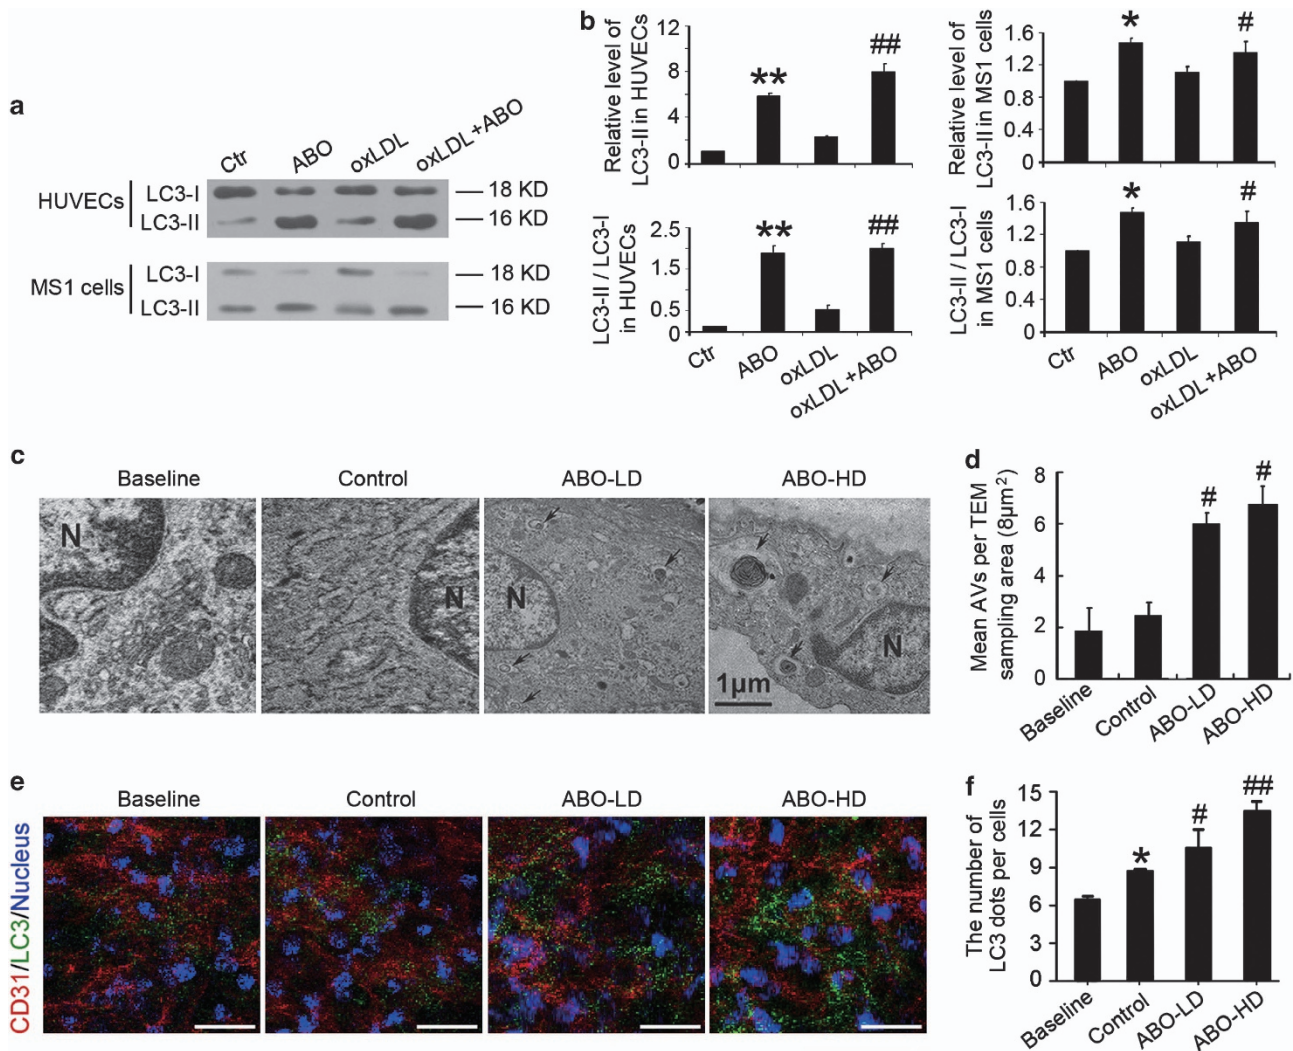 a
Ctr ABO oxLDL oxLDL+ABO
HUVECs
LC3-I
18 KD
LC3-II
16 KD
MS1 cells
LC3-I
18 KD
LC3-II
16 KD
b
Relative level of
LC3-II in HUVECs
12
8
4
0
**
##
Relative level of
LC3-II in MS1 cells
1.6
1.2
0.8
0.4
0
*
#
LC3-II / LC3-I
in HUVECs
2.5
1.5
0.5
0
**
##
Ctr ABO oxLDL oxLDL+ABO
LC3-II / LC3-I
in MS1 cells
1.6
1.2
0.8
0.4
0
*
#
Ctr ABO oxLDL oxLDL+ABO
c
Baseline Control ABO-LD ABO-HD
N N N N
1μm
d
Mean AVs per TEM
sampling area (8μm²)
8
6
4
2
0
# #
Baseline Control ABO-LD ABO-HD
e
Baseline Control ABO-LD ABO-HD
CD31/LC3/Nucleus
f
The number of
LC3 dots per cells
15
12
9
6
3
0
* # ##
Baseline Control ABO-LD ABO-HD